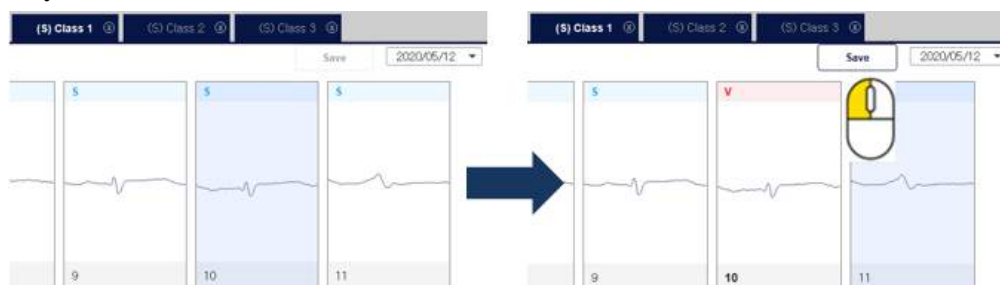 (S) Class 1 (S) Class 2 (S) Class 3
Save 2020/05/12
S S S
9 10 11
(S) Class 1 (S) Class 2 (S) Class 3
Save 2020/05/12
S V
9 10 11